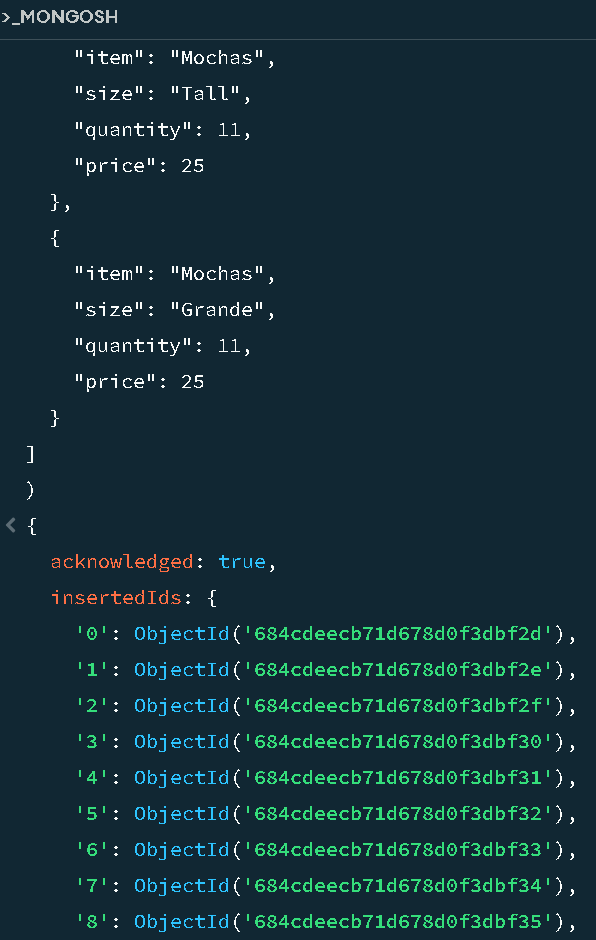 >_MONGOSH
"item": "Mochas",
"size": "Tall",
"quantity": 11,
"price": 25
},
{
"item": "Mochas",
"size": "Grande",
"quantity": 11,
"price": 25
}
]
)
< {
acknowledged: true,
insertedIds: {
'0': ObjectId('684cdeecb71d678d0f3dbf2d'),
'1': ObjectId('684cdeecb71d678d0f3dbf2e'),
'2': ObjectId('684cdeecb71d678d0f3dbf2f'),
'3': ObjectId('684cdeecb71d678d0f3dbf30'),
'4': ObjectId('684cdeecb71d678d0f3dbf31'),
'5': ObjectId('684cdeecb71d678d0f3dbf32'),
'6': ObjectId('684cdeecb71d678d0f3dbf33'),
'7': ObjectId('684cdeecb71d678d0f3dbf34'),
'8': ObjectId('684cdeecb71d678d0f3dbf35'),